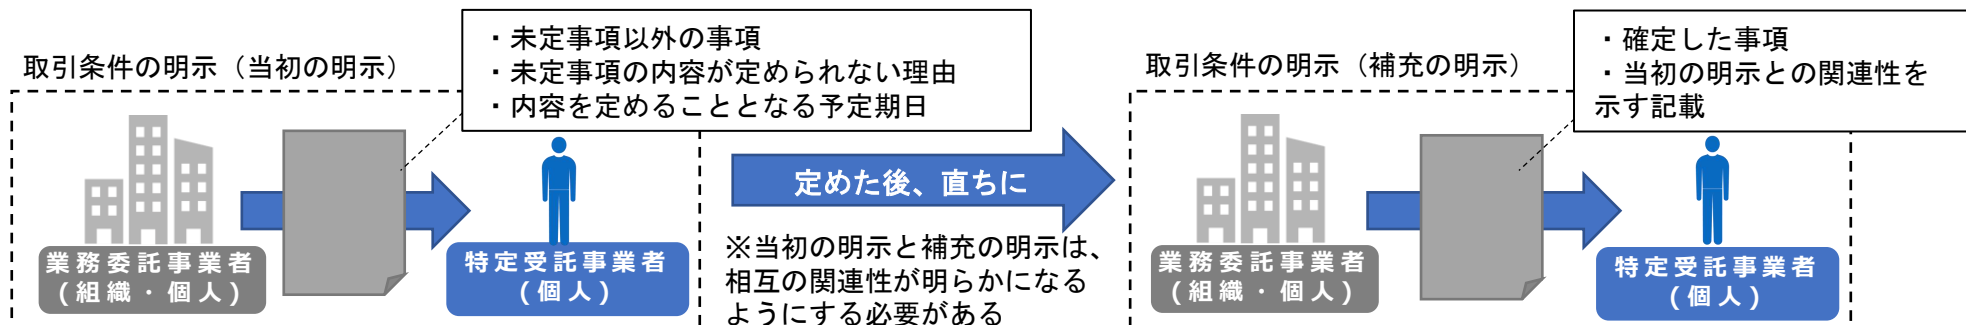 取引条件の明示（当初の明示）
・未定事項以外の事項
・未定事項の内容が定められない理由
・内容を定めることとなる予定期日
業務委託事業者
(組織・個人)
特定受託事業者
(個人)
定めた後、直ちに
※当初の明示と補充の明示は、
相互の関連性が明らかになる
ようにする必要がある
取引条件の明示（補充の明示）
・確定した事項
・当初の明示との関連性を
示す記載
業務委託事業者
(組織・個人)
特定受託事業者
(個人)